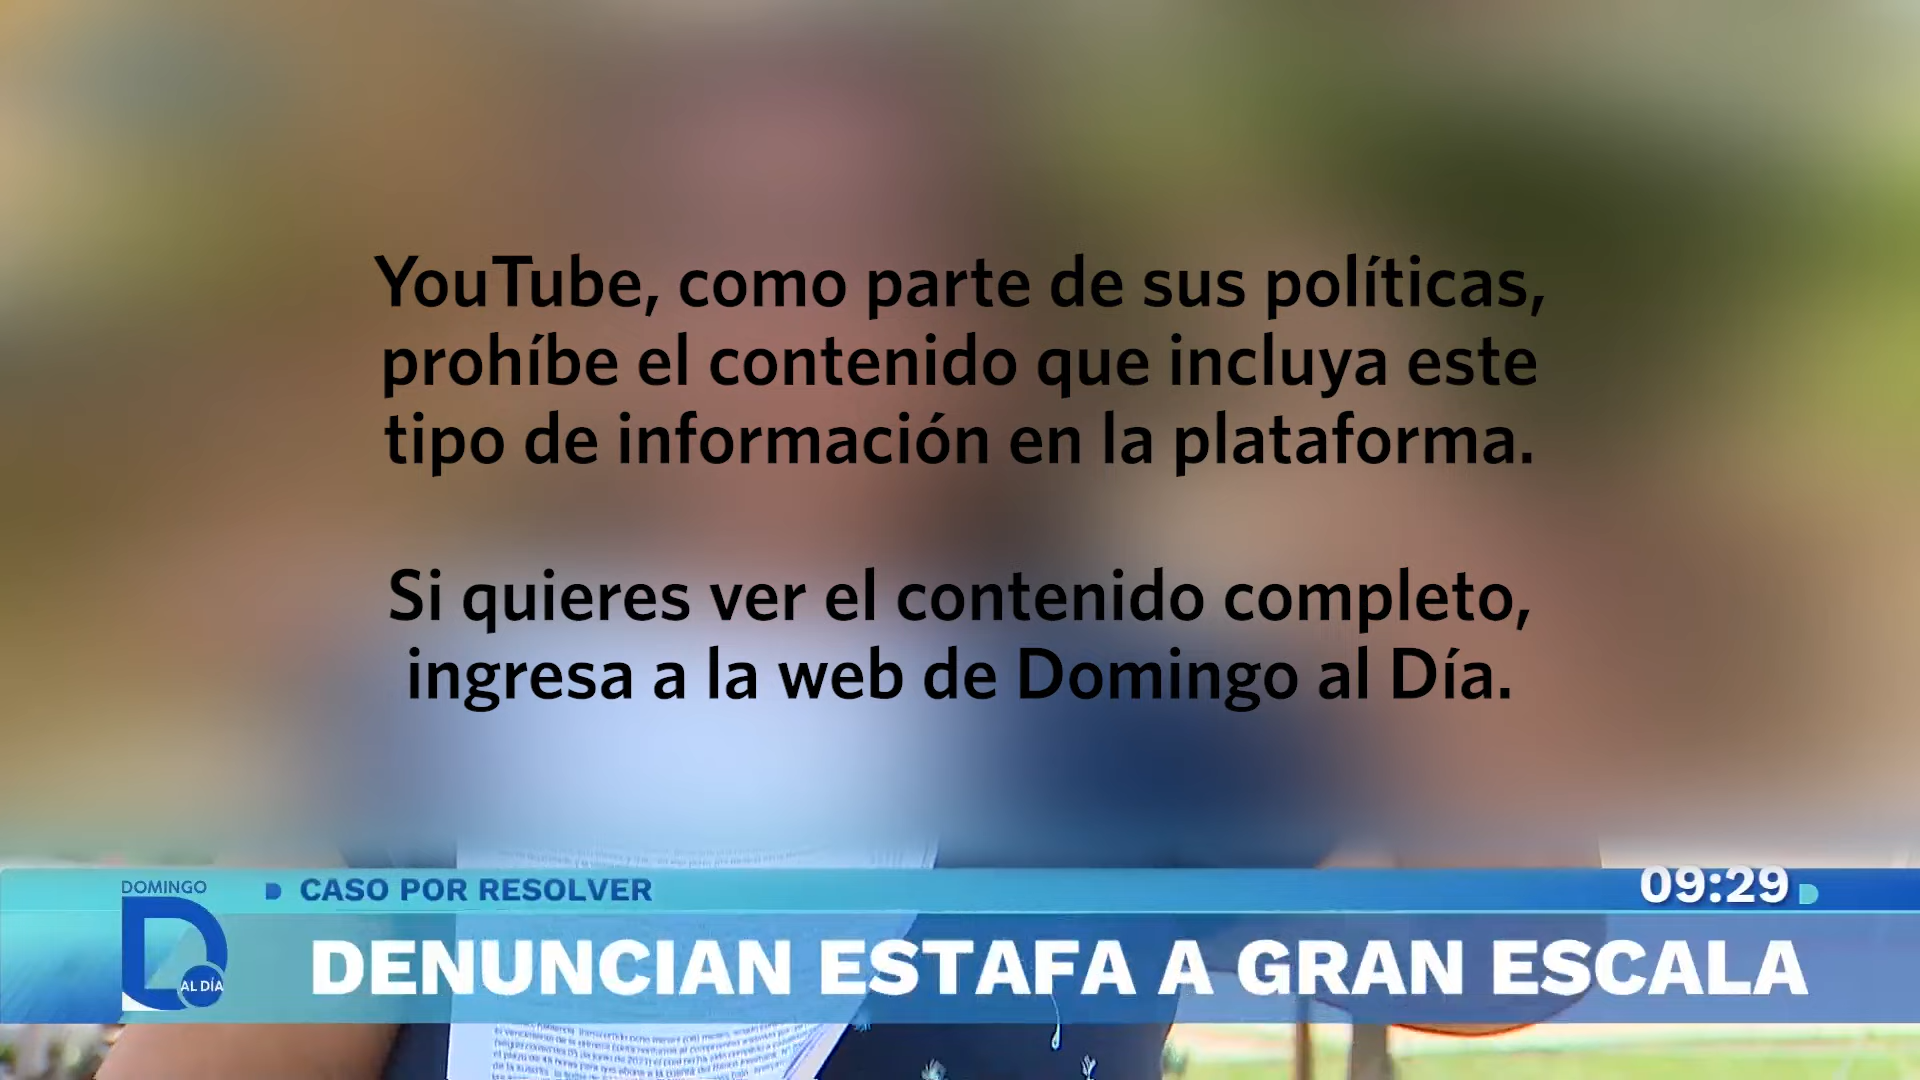 YouTube, como parte de sus políticas,
prohíbe el contenido que incluya este
tipo de información en la plataforma.
Si quieres ver el contenido completo,
ingresa a la web de Domingo al Día.
DOMINGO
AL DÍA
CASO POR RESOLVER
09:29
DENUNCIAN ESTAFA A GRAN ESCALA